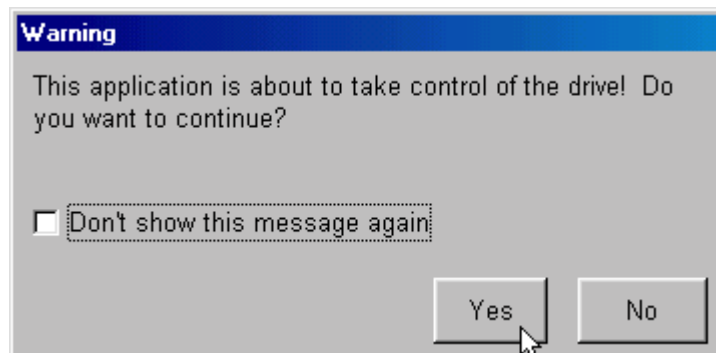 Warning
This application is about to take control of the drive!  Do
you want to continue?
Don't show this message again
Yes
No